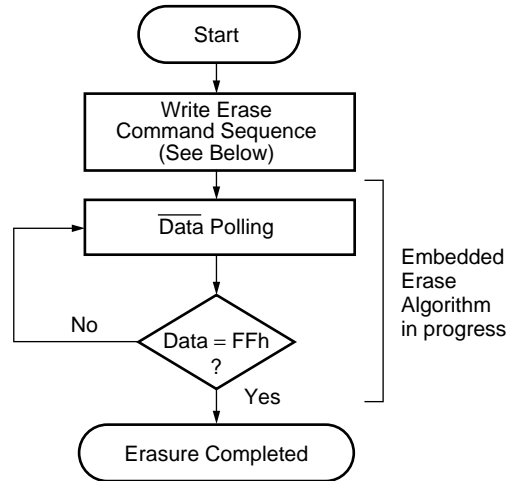 Start
Write Erase
Command Sequence
(See Below)
Data Polling
Data = FFh
?
No
Yes
Erasure Completed
Embedded
Erase
Algorithm
in progress